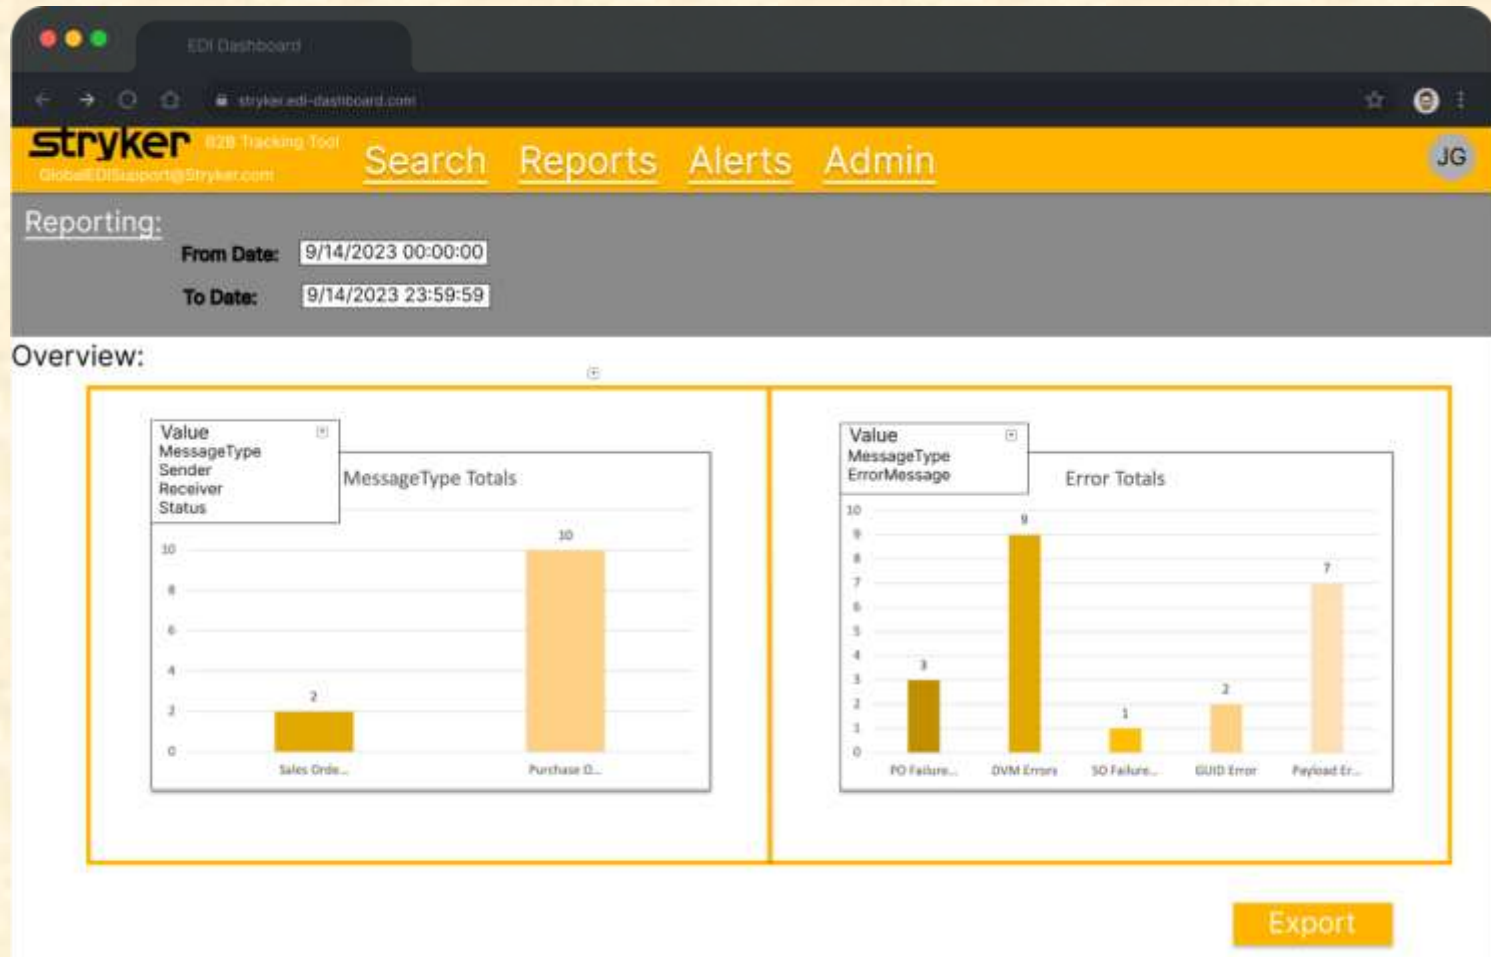 EDI Dashboard
stryker.edi-dashboard.com
stryker B2B Tracking Tool
GlobalEDISupport@Stryker.com
Search Reports Alerts Admin
JG
Reporting:
From Date: 9/14/2023 00:00:00
To Date: 9/14/2023 23:59:59
Overview:
Value
MessageType
Sender
Receiver
Status
MessageType Totals
10
8
6
4
2
0
2
10
Sales Orde...
Purchase O...
Value
MessageType
ErrorMessage
Error Totals
10
9
8
7
6
5
4
3
2
1
0
3
9
1
2
7
PO Failure...
DVM Errors
SO Failure...
GUID Error
Payload Er...
Export